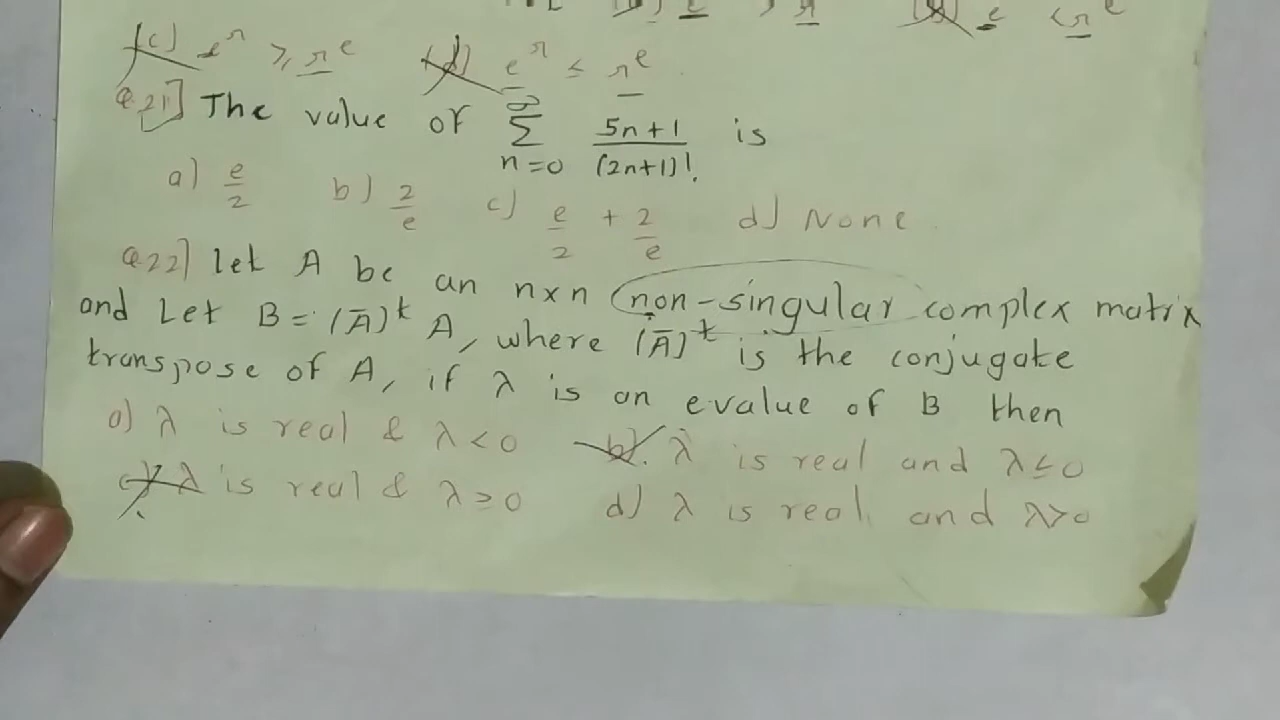 (c) e^π ≥ π^e (d) e^π ≤ π^e
Q.21] The value of ∑_{n=0}^{∞} (5n+1)/(2n+1)! is
a) e/2 b) 2/e c) e/2 + 2/e d) None
Q22] let A be an n×n non-singular complex matrix
and Let B = (Ā)^t A, where (Ā)^t is the conjugate
transpose of A, if λ is an evalue of B then
a) λ is real & λ<0 b) λ is real and λ≤0
c) λ is real & λ≥0 d) λ is real and λ>0